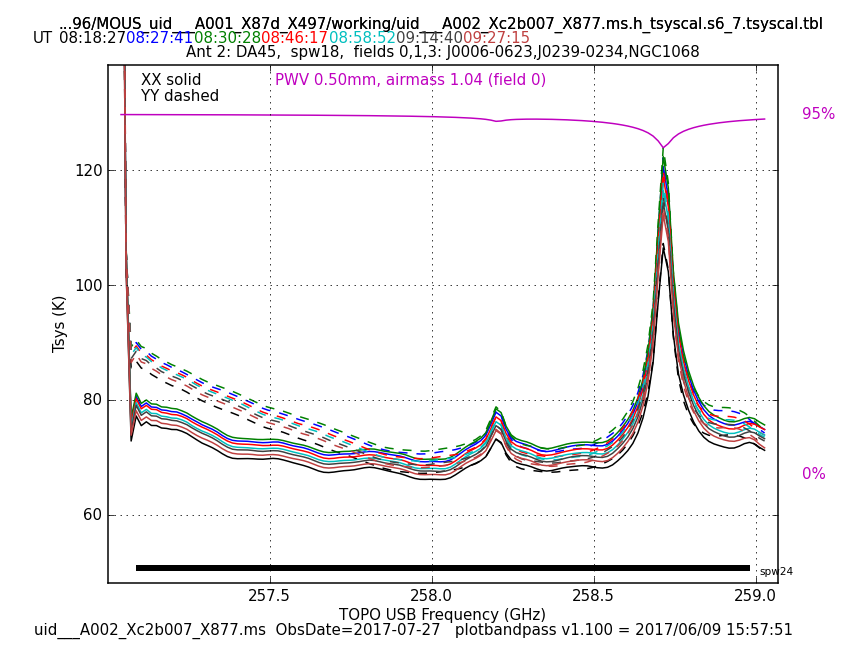 ...96/MOUS_uid___A001_X87d_X497/working/uid___A002_Xc2b007_X877.ms.h_tsyscal.s6_7.tsyscal.tbl
UT 08:18:27 08:27:41 08:30:28 08:46:17 08:58:52 09:14:40 09:27:15
Ant 2: DA45, spw18, fields 0,1,3: J0006-0623,J0239-0234,NGC1068
XX solid PWV 0.50mm, airmass 1.04 (field 0)
YY dashed
95%
120
100
80
60
Tsys (K)
0%
spw24
257.5 258.0 258.5 259.0
TOPO USB Frequency (GHz)
uid___A002_Xc2b007_X877.ms ObsDate=2017-07-27 plotbandpass v1.100 = 2017/06/09 15:57:51